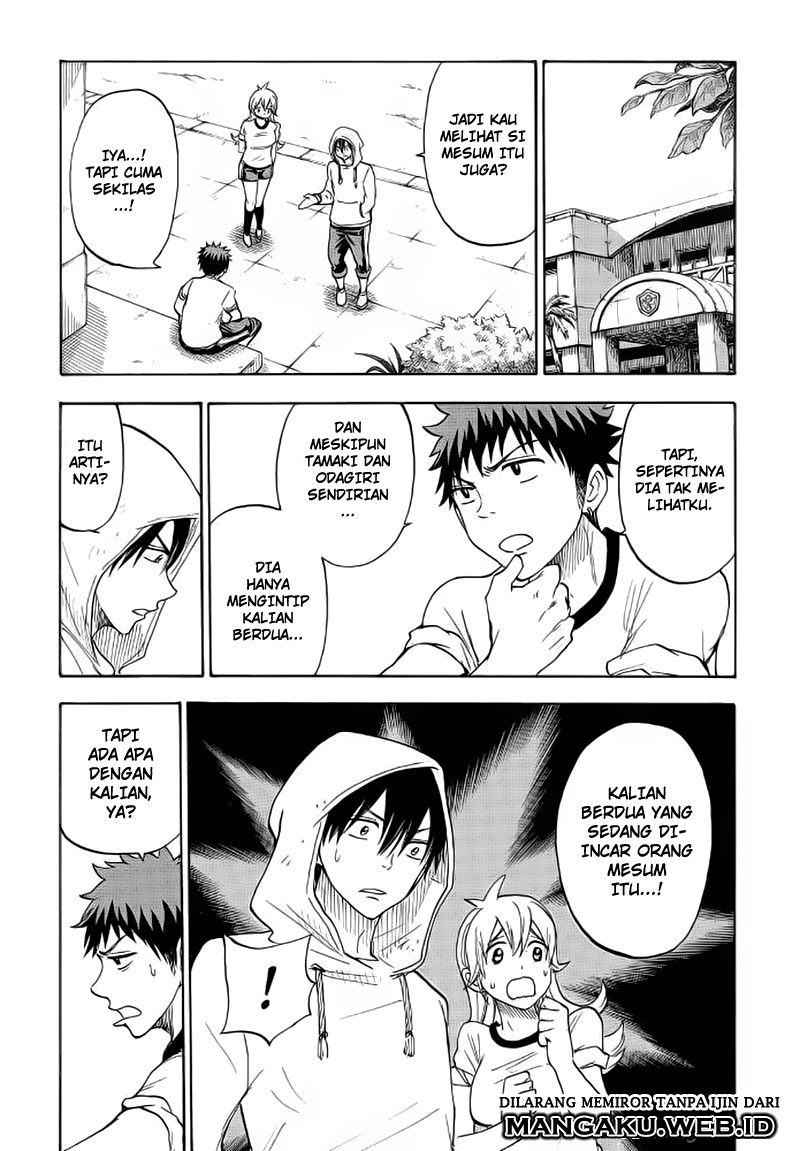 JADI KAU
MELIHAT SI
MESUM ITU
JUGA?
IYA...!
TAPI CUMA
SEKILAS
...!
TAPI,
SEPERTINYA
DIA TAK ME-
LIHATKU.
DAN
MESKIPUN
TAMAKI DAN
ODAGIRI
SENDIRIAN
...
DIA
HANYA
MENGINTIP
KALIAN
BERDUA...
ITU
ARTI-
NYA?
KALIAN
BERDUA YANG
SEDANG DI-
INCAR ORANG
MESUM
ITU...!
!
TAPI
ADA APA
DENGAN
KALIAN,
YA?
DILARANG MEMIROR TANPA IJIN DARI
MANGAKU.WEB.ID